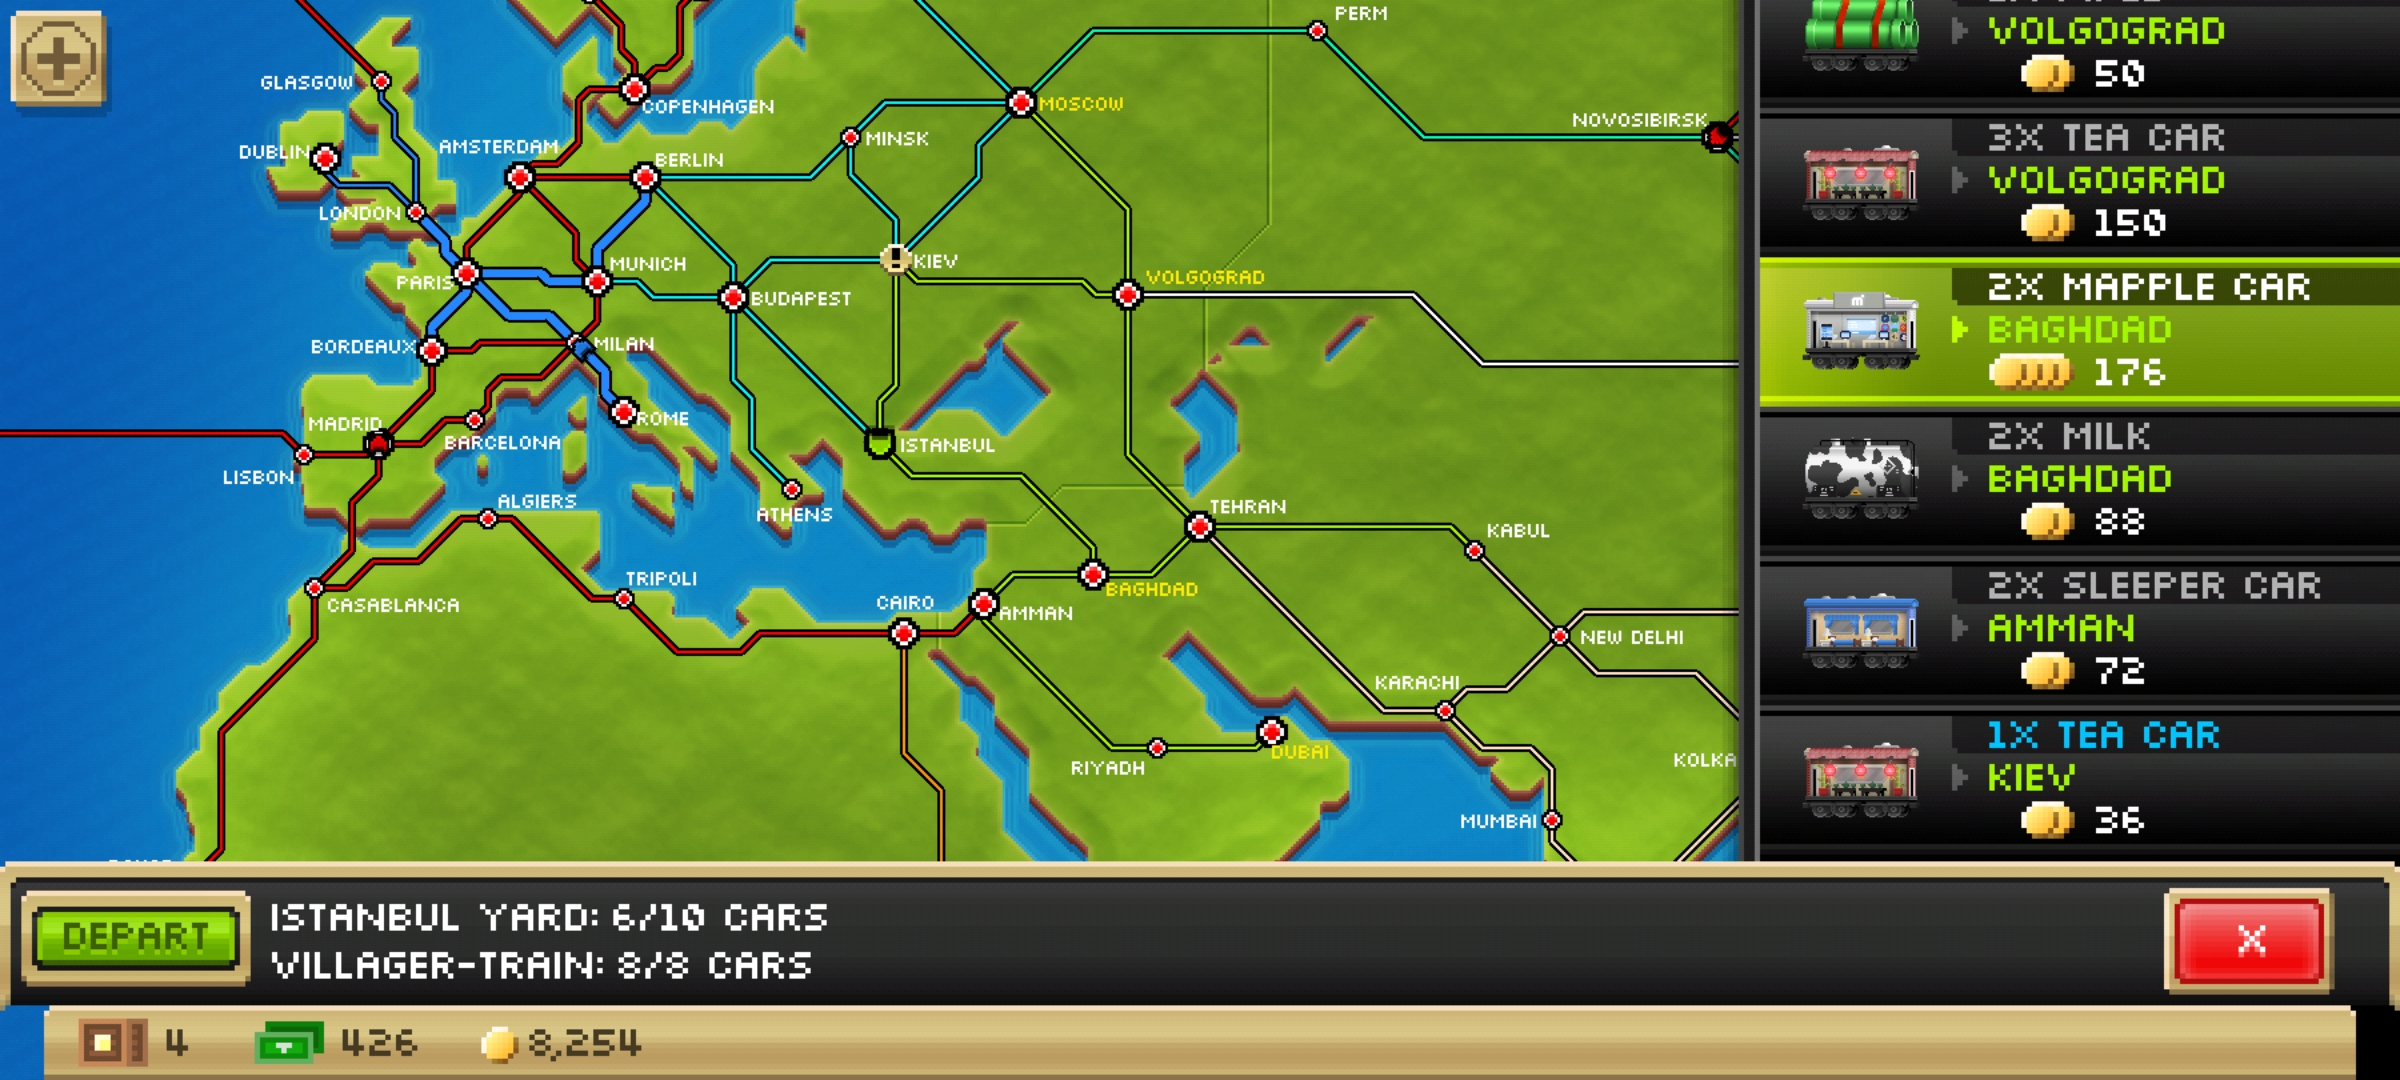 PERM
GLASGOW
COPENHAGEN
MOSCOW
NOVOSIBIRSK
MINSK
DUBLIN
AMSTERDAM
BERLIN
LONDON
MUNICH
KIEV
PARIS
VOLGOGRAD
BUDAPEST
BORDEAUX
MILAN
MADRID
ROME
BARCELONA
ISTANBUL
LISBON
ALGIERS
ATHENS
TEHRAN
KABUL
TRIPOLI
CASABLANCA
CAIRO
AMMAN
BAGHDAD
NEW DELHI
KARACHI
RIYADH
DUBAI
KOLKA
MUMBAI
VOLGOGRAD
50
3X TEA CAR
VOLGOGRAD
150
2X MAPPLE CAR
BAGHDAD
176
2X MILK
BAGHDAD
88
2X SLEEPER CAR
AMMAN
72
1X TEA CAR
KIEV
36
DEPART
ISTANBUL YARD: 6/10 CARS
VILLAGER-TRAIN: 8/8 CARS
X
4
426
8,254